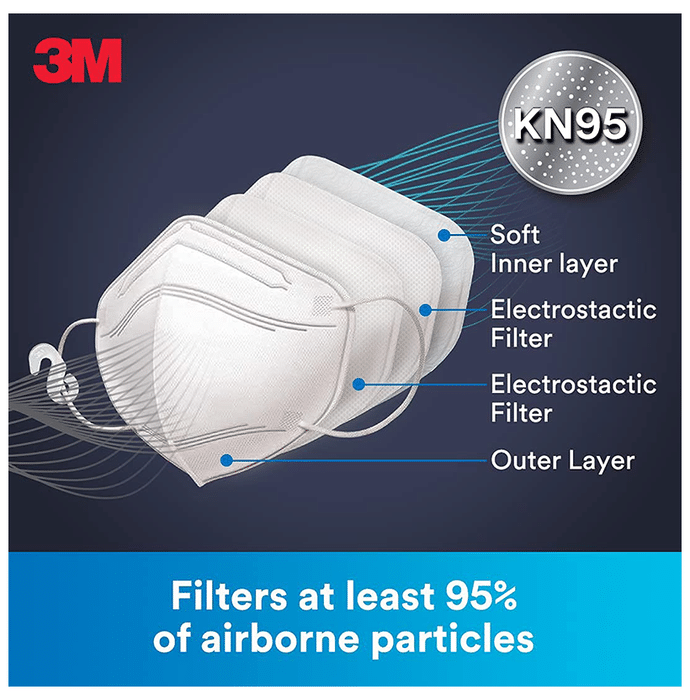 3M
KN95
Soft
Inner layer
Electrostactic
Filter
Electrostactic
Filter
Outer Layer
Filters at least 95%
of airborne particles